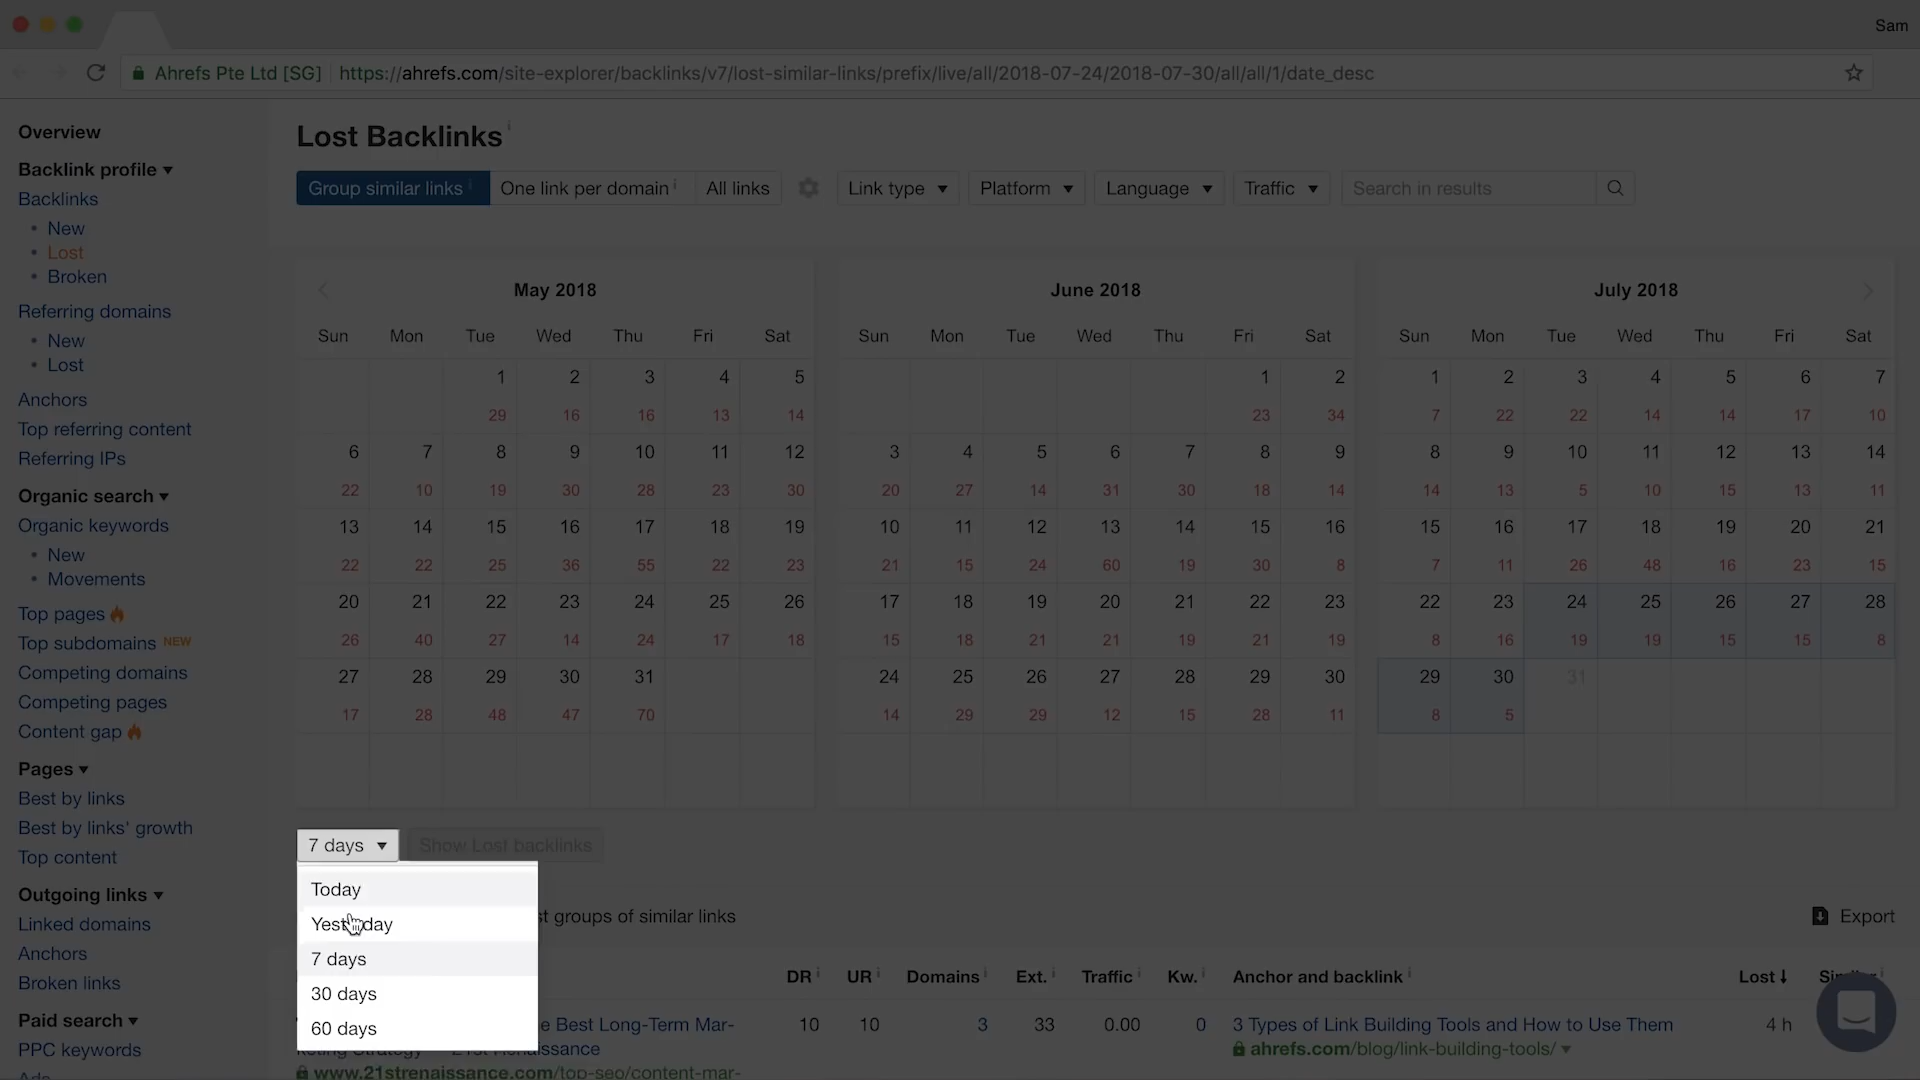 Sam
Ahrefs Pte Ltd [SG] https://ahrefs.com/site-explorer/backlinks/v7/lost-similar-links/prefix/live/all/2018-07-24/2018-07-30/all/all/1/date_desc
Overview
Backlink profile
Backlinks
New
Lost
Broken
Referring domains
New
Lost
Anchors
Top referring content
Referring IPs
Organic search
Organic keywords
New
Movements
Top pages
Top subdomains NEW
Competing domains
Competing pages
Content gap
Pages
Best by links
Best by links' growth
Top content
Outgoing links
Linked domains
Anchors
Broken links
Paid search
PPC keywords
Ads
Lost Backlinks
Group similar links One link per domain All links Link type Platform Language Traffic Search in results
May 2018
Sun Mon Tue Wed Thu Fri Sat
1 2 3 4 5
29 16 16 13 14
6 7 8 9 10 11 12
22 10 19 30 28 23 30
13 14 15 16 17 18 19
22 22 25 36 55 22 23
20 21 22 23 24 25 26
26 40 27 14 24 17 18
27 28 29 30 31
17 28 48 47 70
June 2018
Sun Mon Tue Wed Thu Fri Sat
1 2
23 34
3 4 5 6 7 8 9
20 27 14 31 30 18 14
10 11 12 13 14 15 16
21 15 24 60 19 30 8
17 18 19 20 21 22 23
15 18 21 21 19 21 19
24 25 26 27 28 29 30
14 29 29 12 15 28 11
July 2018
Sun Mon Tue Wed Thu Fri Sat
1 2 3 4 5 6 7
7 22 22 14 14 17 10
8 9 10 11 12 13 14
14 13 5 10 15 13 11
15 16 17 18 19 20 21
7 11 26 48 16 23 15
22 23 24 25 26 27 28
8 16 19 19 15 15 8
29 30 31
8 5
7 days Show Lost backlinks
Today
Yesterday
7 days
30 days
60 days
groups of similar links Export
DR UR Domains Ext. Traffic Kw. Anchor and backlink Lost
e Best Long-Term Mar- 10 10 3 33 0.00 0 3 Types of Link Building Tools and How to Use Them 4 h
keting Strategy – 21st Renaissance ahrefs.com/blog/link-building-tools/
www.21strenaissance.com/top-seo/content-mar-